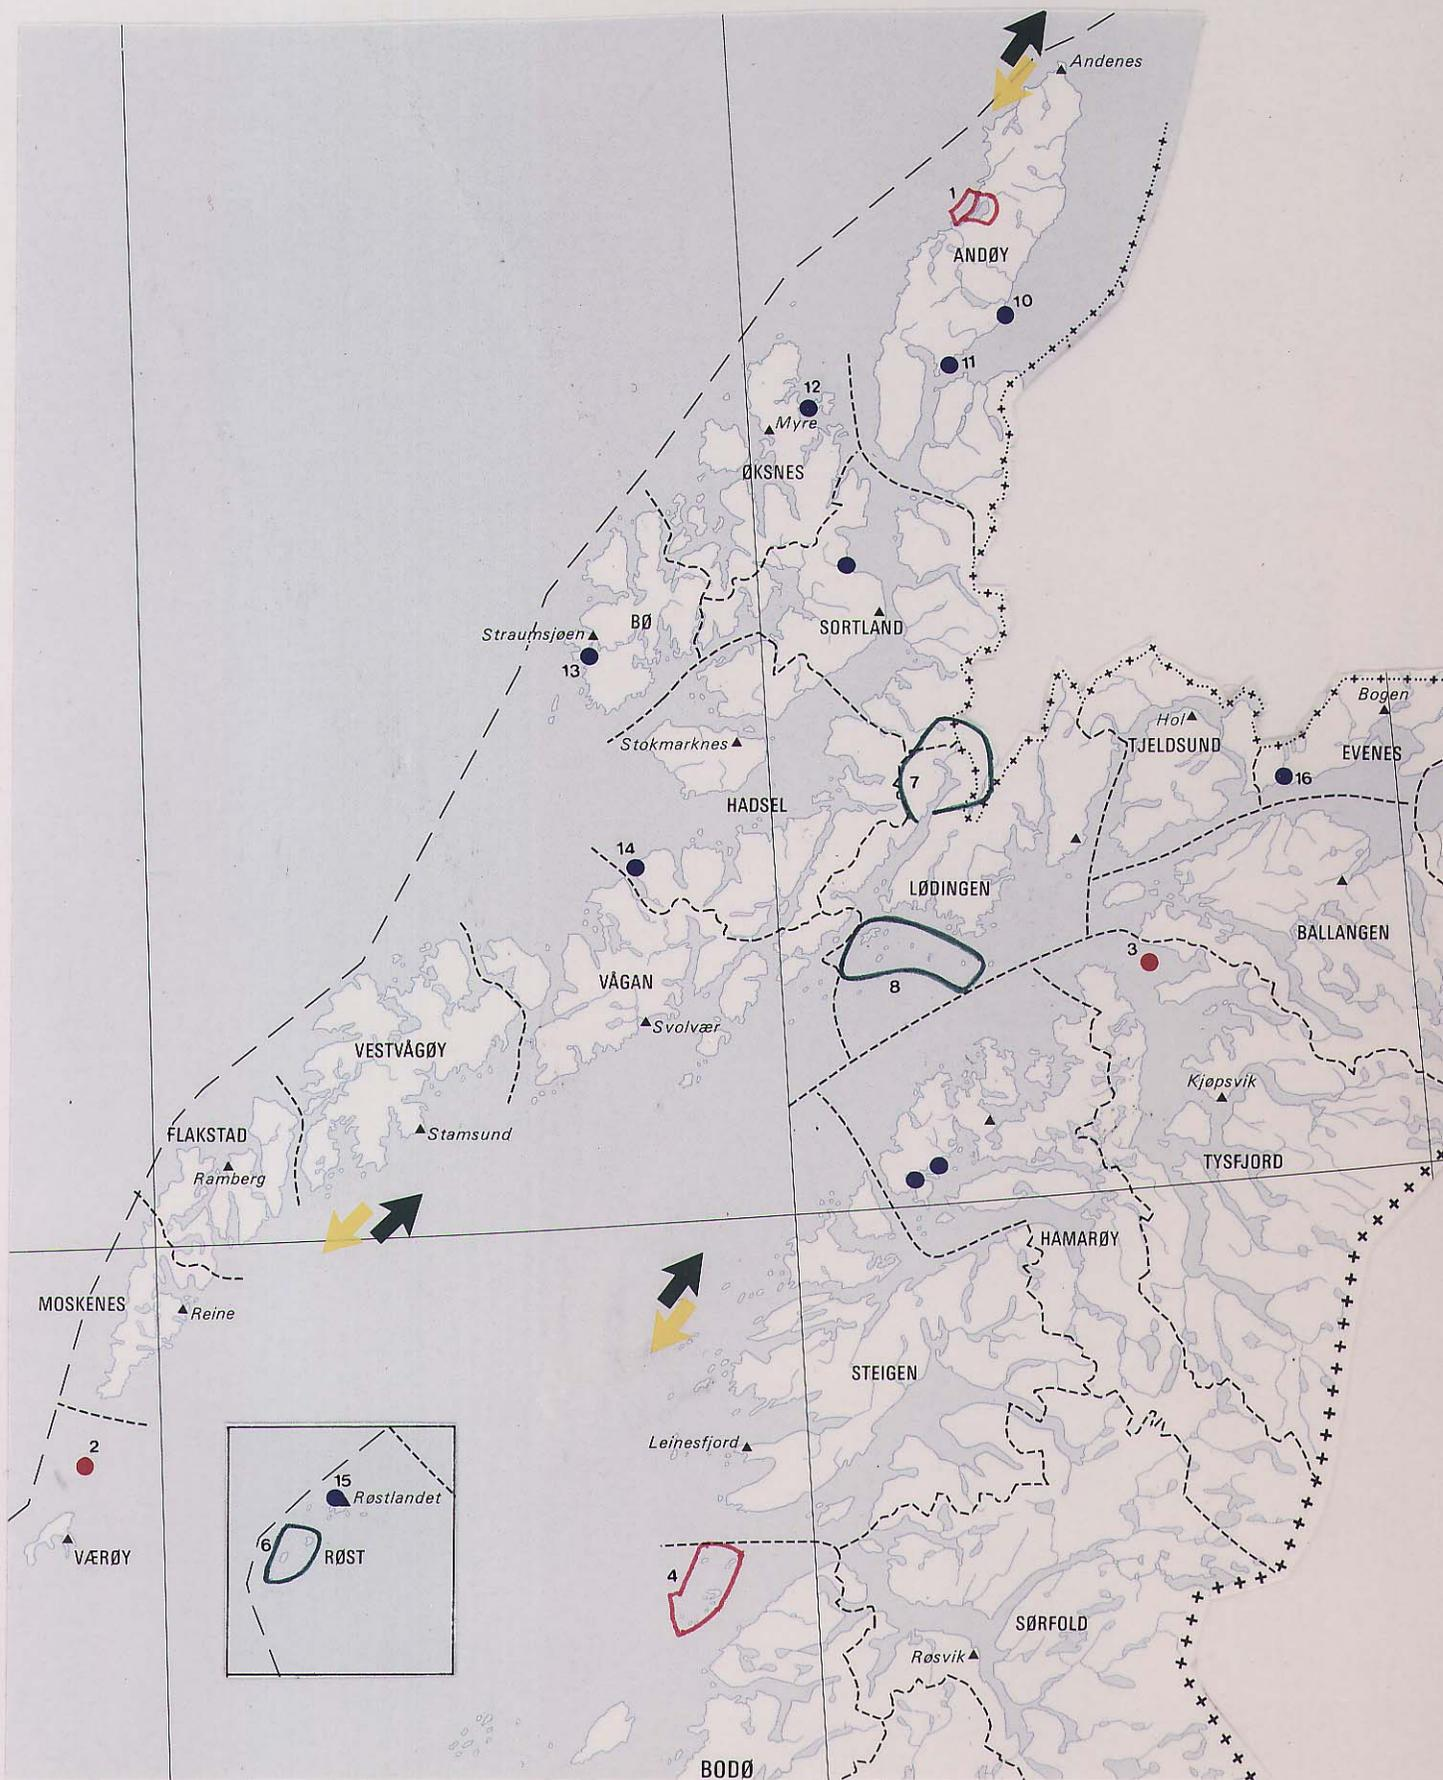 Andenes
1
ANDØY
10
11
12
Myre
ØKSNES
BØ
Straumsjøen
SORTLAND
13
Bogen
Hol
Stokmarknes
TJELDSUND
EVENES
7
16
HADSEL
14
LØDINGEN
BALLANGEN
3
VÅGAN
8
Svolvær
VESTVÅGØY
Kjøpsvik
FLAKSTAD
Stamsund
TYSFJORD
Ramberg
HAMARØY
MOSKENES
Reine
STEIGEN
Leinesfjord
2
15
Røstlandet
6
RØST
VÆRØY
4
SØRFOLD
Røsvik
BODØ